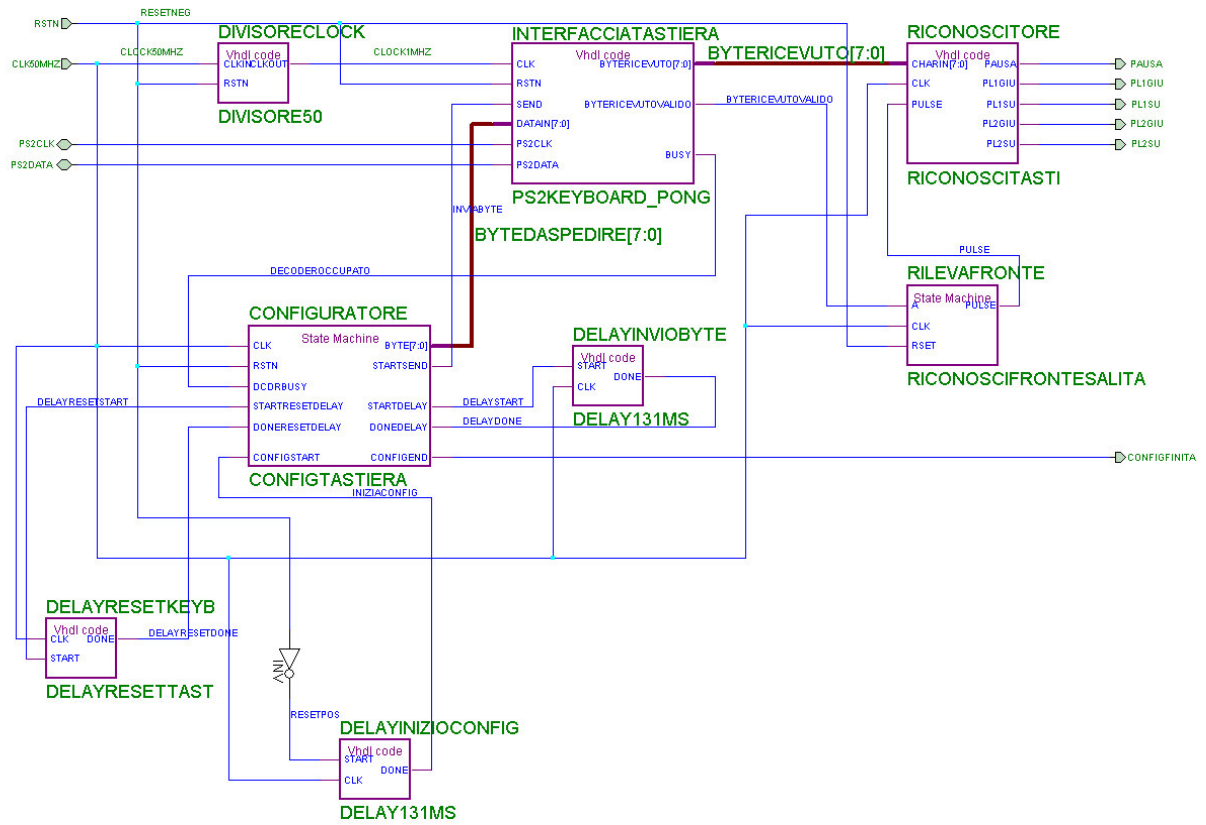 RESETNEG
RSTN
DIVISORECLOCK
INTERFACCIATASTIERA
RICONOSCITORE
CLOCK50MHZ
Vhdl code
CLOCK1MHZ
Vhdl code
BYTERICEVUTO[7:0]
Vhdl code
CLK50MHZ
CLKIN
CLKOUT
CLK
BYTERICEVUTO[7:0]
CHARIN[7:0]
PAUSA
PAUSA
RSTN
RSTN
CLK
PL1GIU
PL1GIU
SEND
BYTERICEVUTOVALIDO
BYTERICEVUTOVALIDO
PULSE
PL1SU
PL1SU
DIVISORE50
DATAIN[7:0]
PL2GIU
PL2GIU
PS2CLK
PS2CLK
PL2SU
PL2SU
BUSY
PS2DATA
PS2DATA
RICONOSCITASTI
PS2KEYBOARD_PONG
INVIABYTE
BYTEDASPEDIRE[7:0]
PULSE
DECODEROCCUPATO
RILEVAFRONTE
State Machine
A
PULSE
CONFIGURATORE
CLK
DELAYINVIOBYTE
State Machine
CLK
BYTE[7:0]
RSET
Vhdl code
RSTN
STARTSEND
START
DONE
RICONOSCIFRONTESALITA
DCDRBUSY
CLK
DELAYRESETSTART
STARTRESETDELAY
STARTDELAY
DELAYSTART
DELAY131MS
DONERESETDELAY
DONEDELAY
DELAYDONE
CONFIGSTART
CONFIGEND
CONFIGFINITA
CONFIGTASTIERA
INIZIACONFIG
DELAYRESETKEYB
Vhdl code
DELAYRESETDONE
CLK
DONE
START
INV
DELAYRESETTAST
RESETPOS
DELAYINIZIOCONFIG
Vhdl code
START
DONE
CLK
DELAY131MS